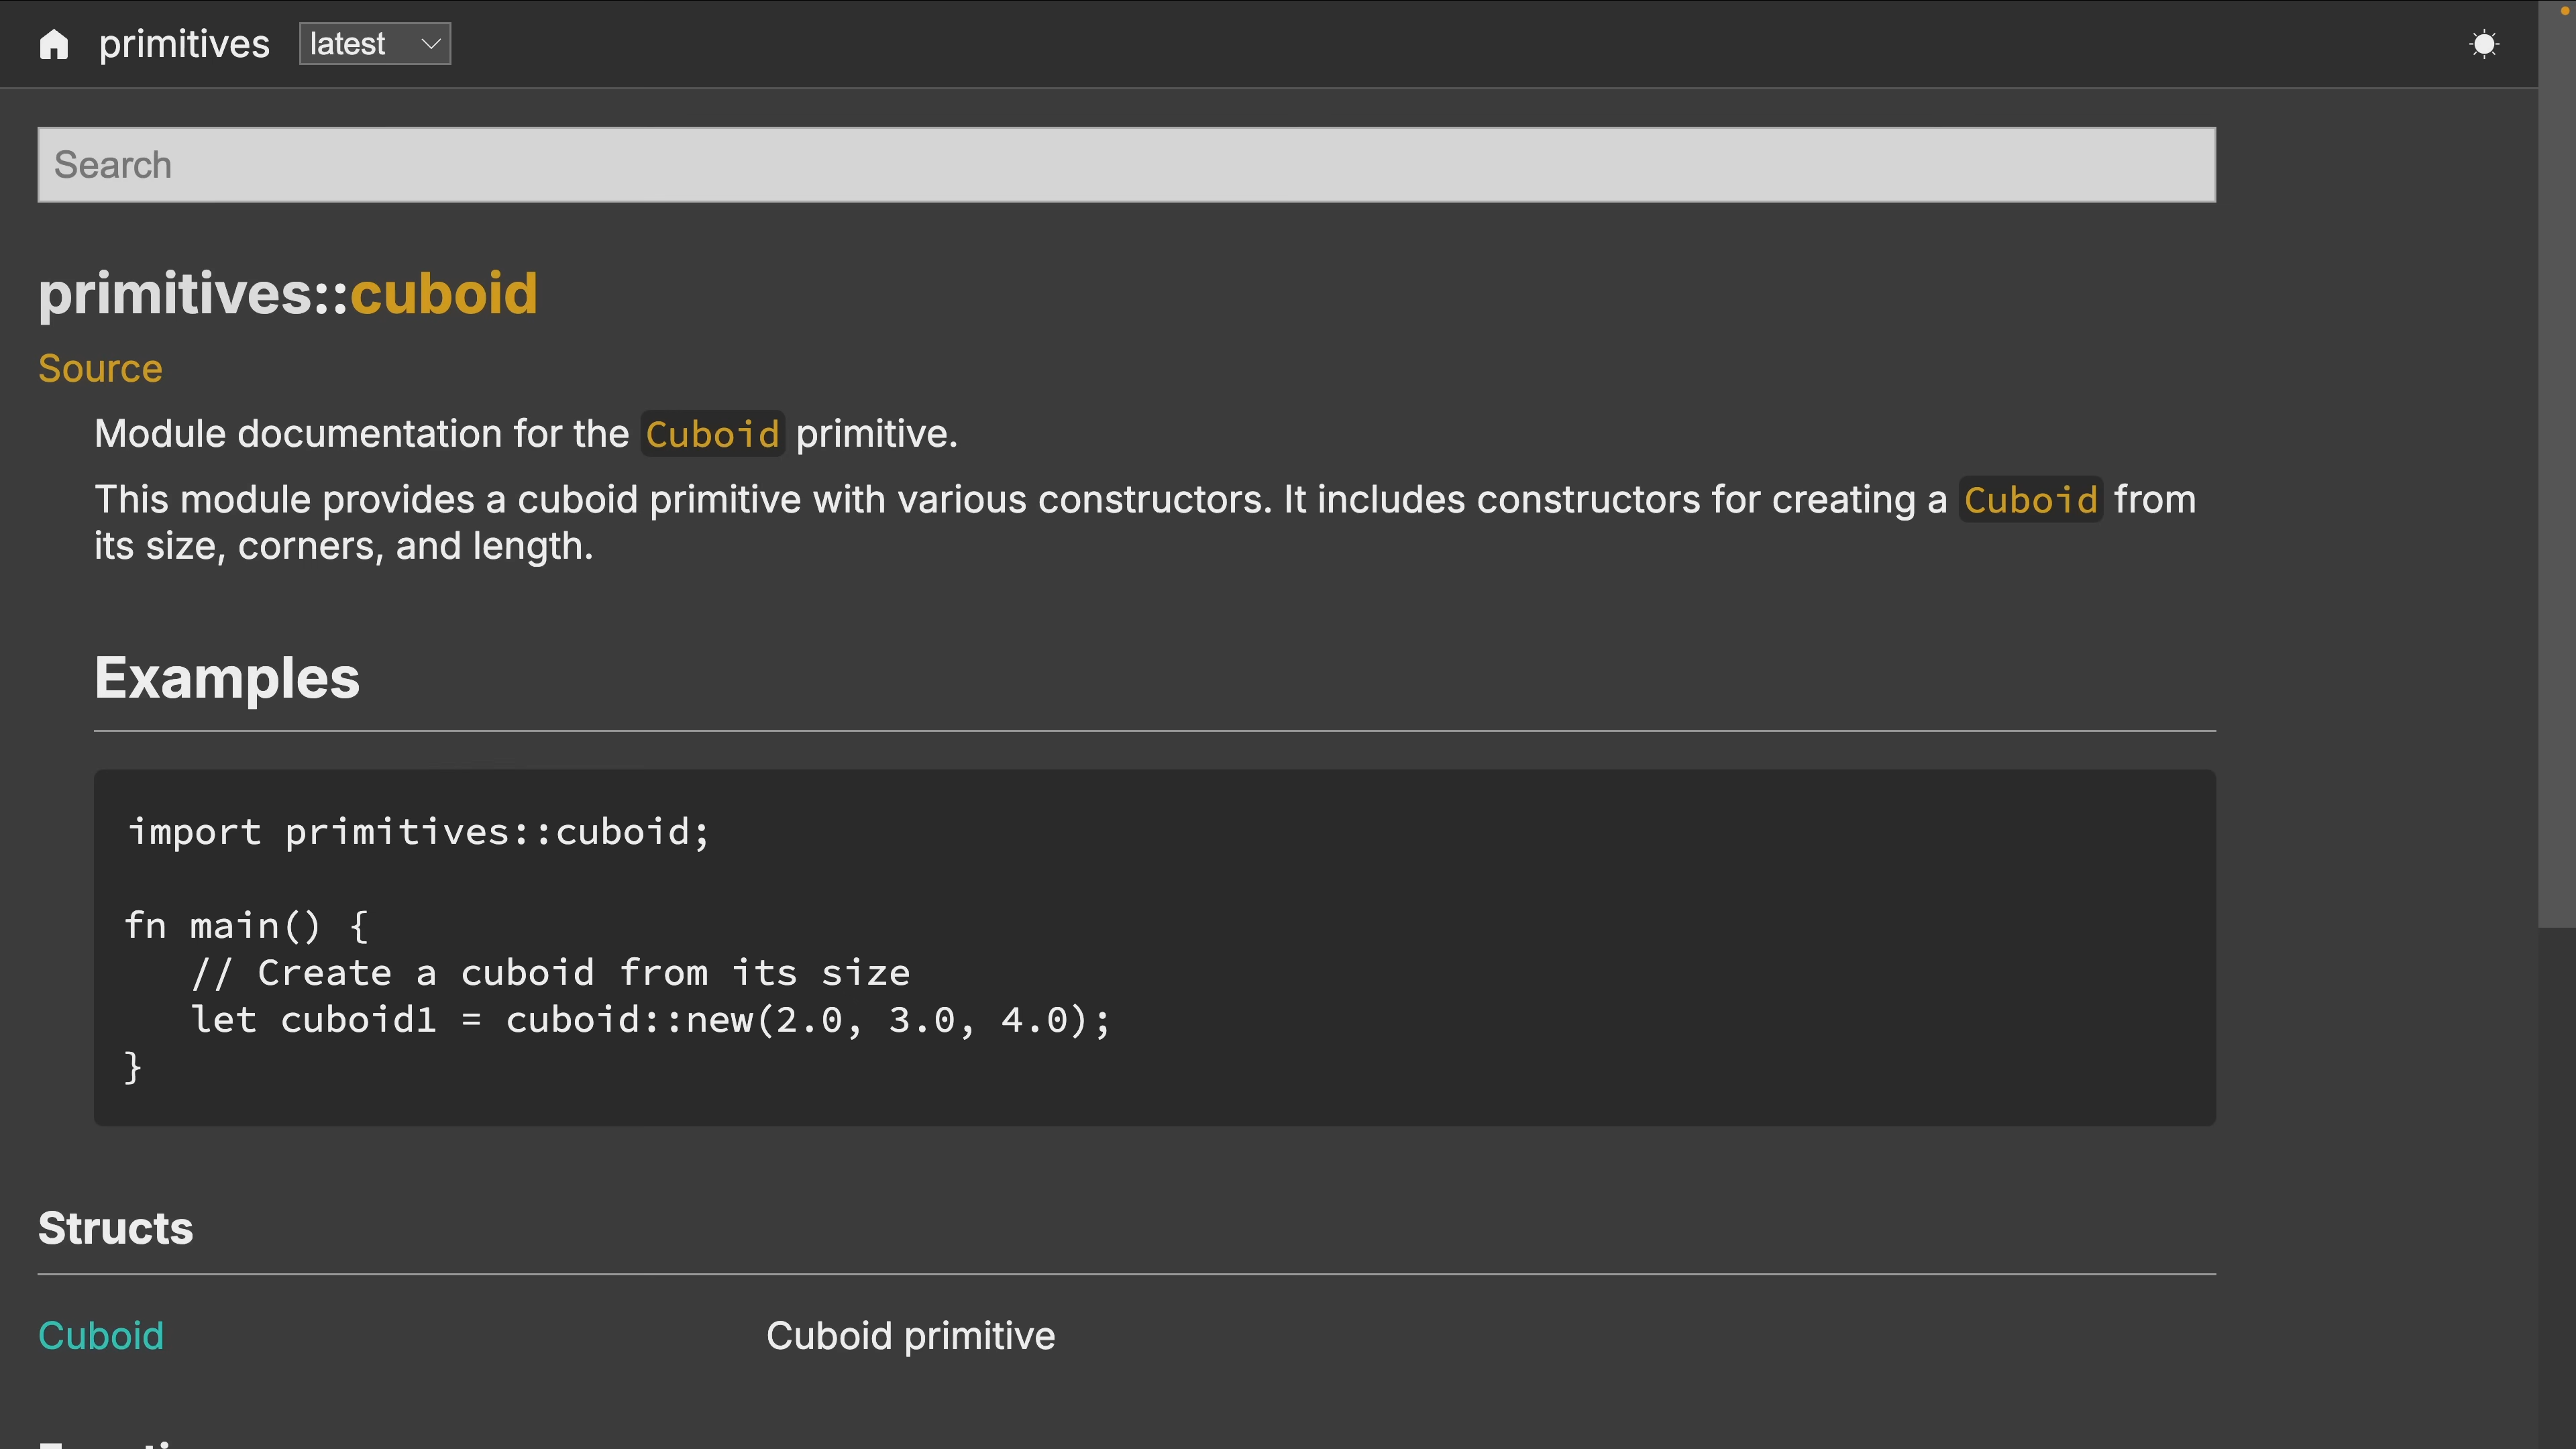 primitives latest
Search
primitives::cuboid
Source
Module documentation for the Cuboid primitive.
This module provides a cuboid primitive with various constructors. It includes constructors for creating a Cuboid from
its size, corners, and length.
Examples
import primitives::cuboid;
fn main() {
// Create a cuboid from its size
let cuboid1 = cuboid::new(2.0, 3.0, 4.0);
}
Structs
Cuboid Cuboid primitive